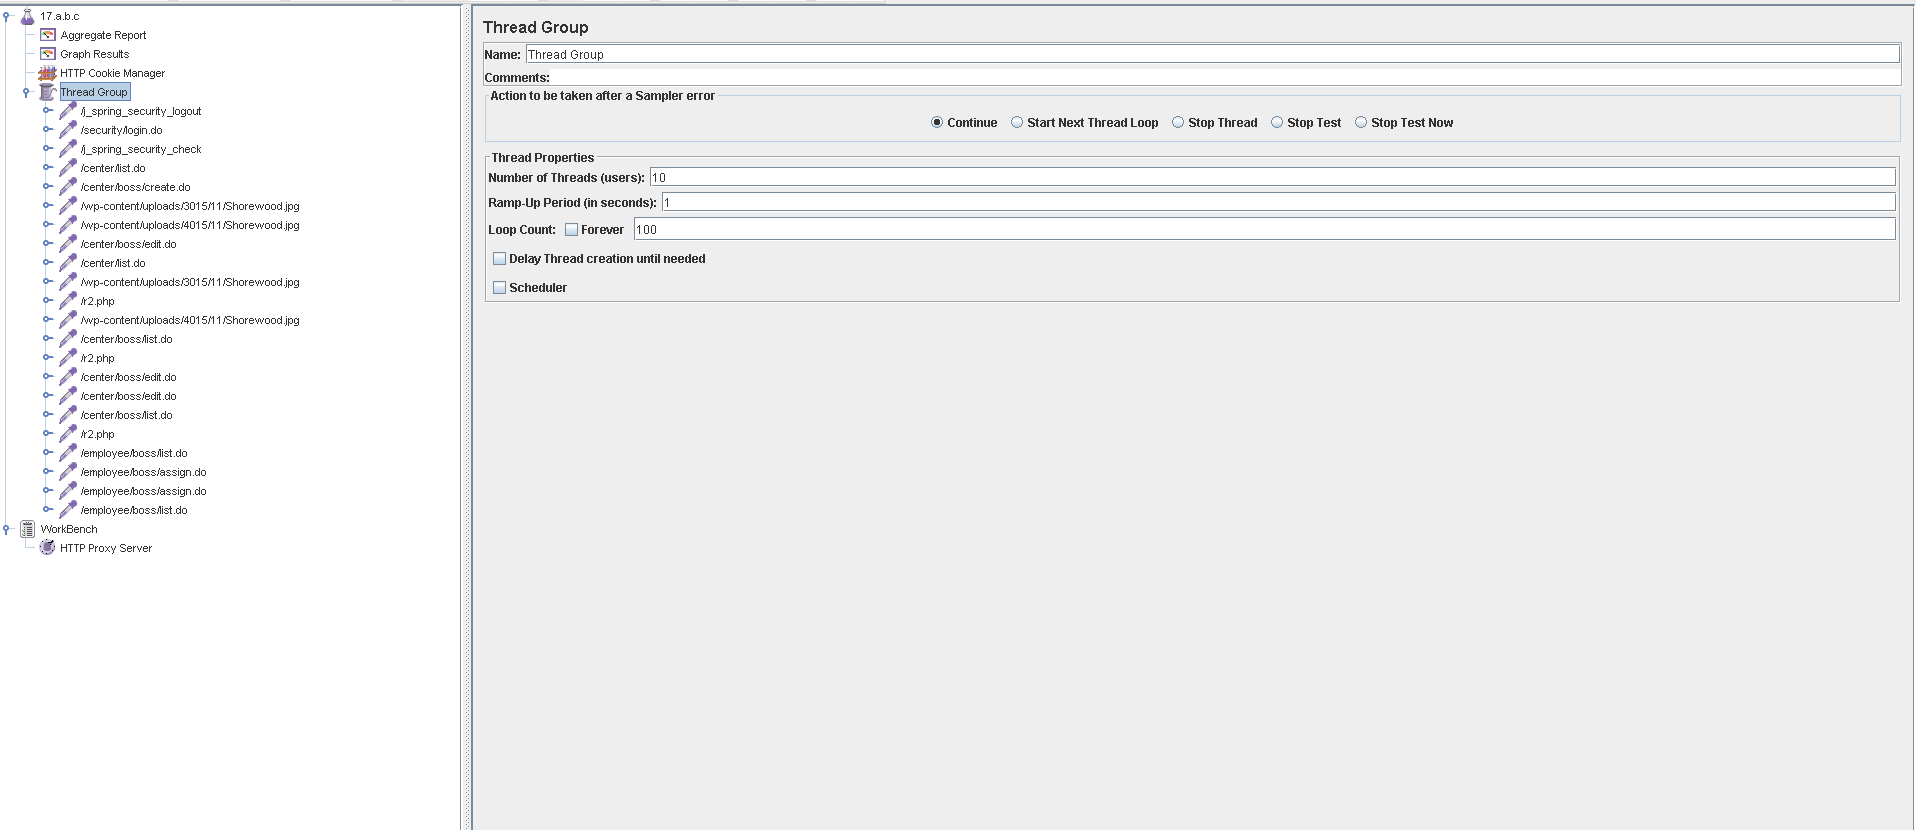 17.a.b.c
Aggregate Report
Graph Results
HTTP Cookie Manager
Thread Group
/j_spring_security_logout
/security/login.do
/j_spring_security_check
/center/list.do
/center/boss/create.do
/wp-content/uploads/3015/11/Shorewood.jpg
/wp-content/uploads/4015/11/Shorewood.jpg
/center/boss/edit.do
/center/list.do
/wp-content/uploads/3015/11/Shorewood.jpg
/r2.php
/wp-content/uploads/4015/11/Shorewood.jpg
/center/boss/list.do
/r2.php
/center/boss/edit.do
/center/boss/edit.do
/center/boss/list.do
/r2.php
/employee/boss/list.do
/employee/boss/assign.do
/employee/boss/assign.do
/employee/boss/list.do
WorkBench
HTTP Proxy Server
Thread Group
Name: Thread Group
Comments:
Action to be taken after a Sampler error
Continue Start Next Thread Loop Stop Thread Stop Test Stop Test Now
Thread Properties
Number of Threads (users): 10
Ramp-Up Period (in seconds): 1
Loop Count: Forever 100
Delay Thread creation until needed
Scheduler